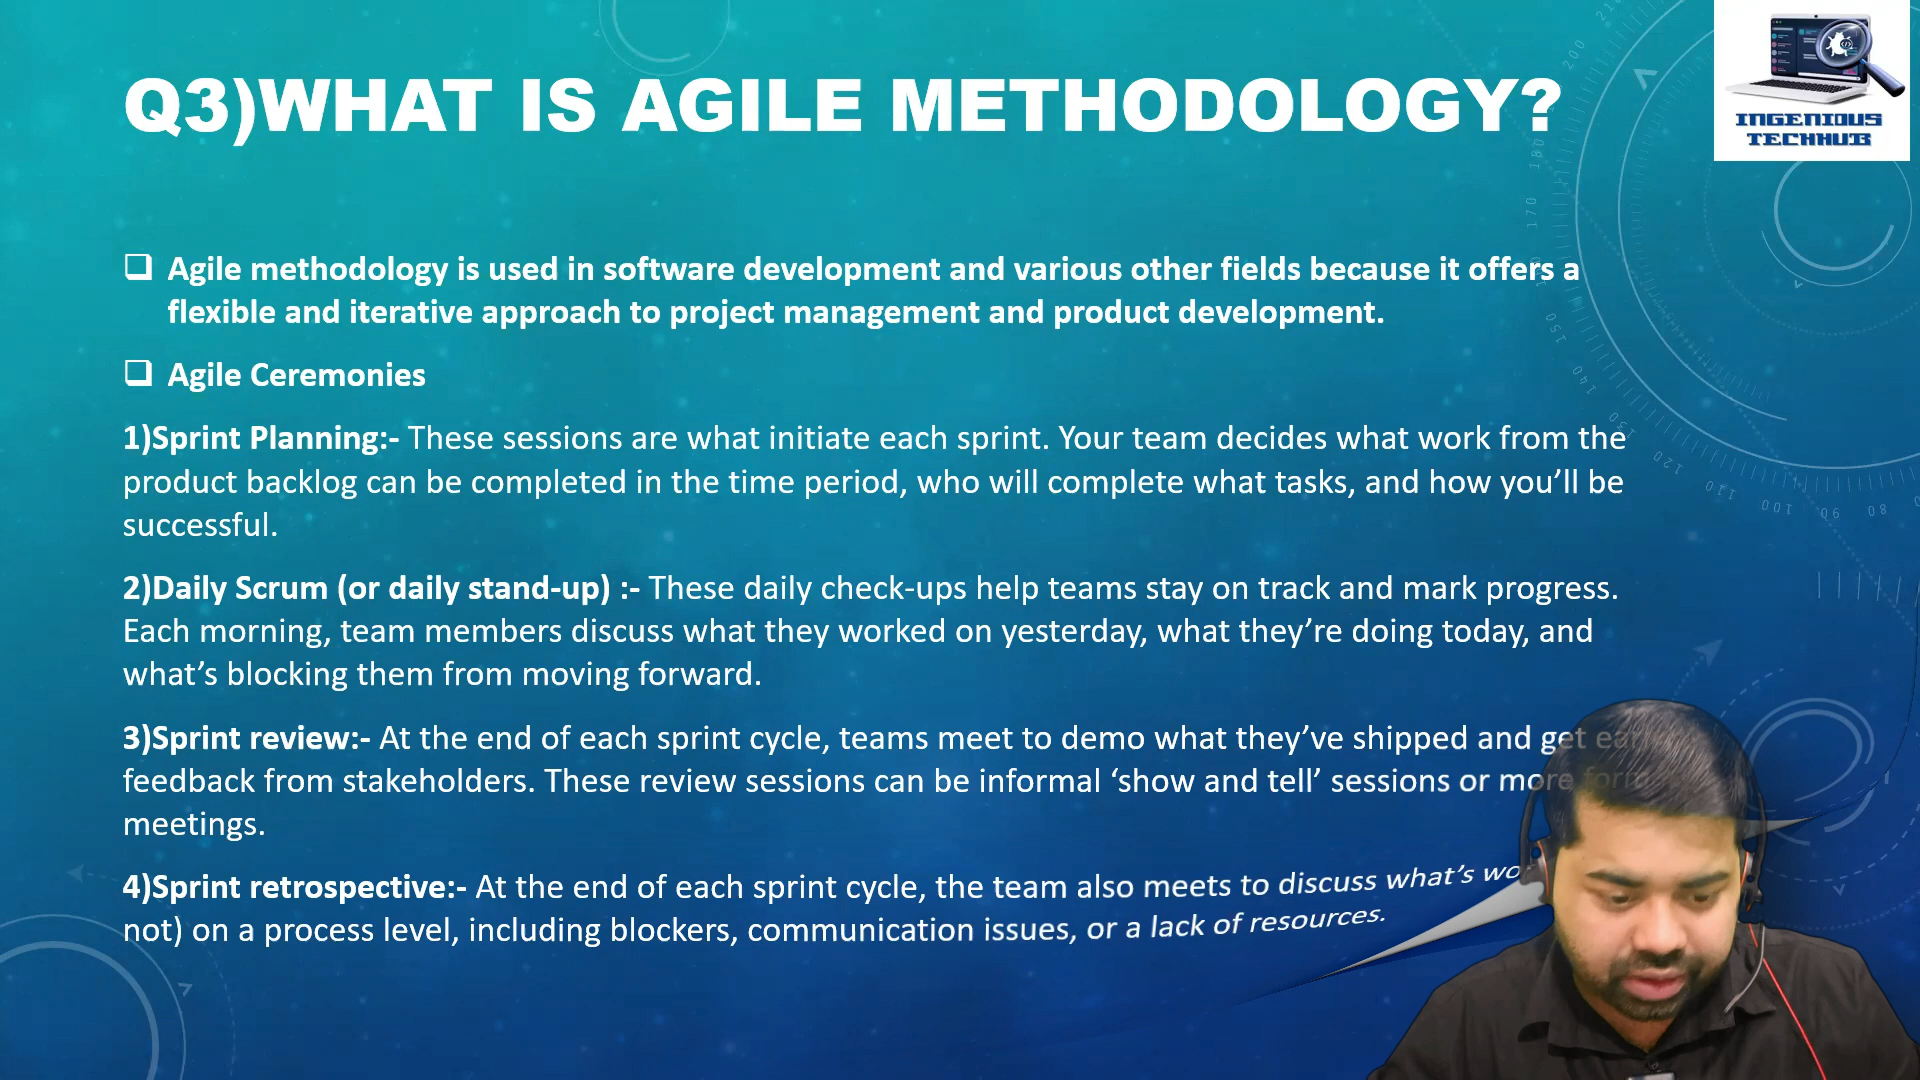 Q3)WHAT IS AGILE METHODOLOGY?
INGENIOUS
TECHHUB
❑ Agile methodology is used in software development and various other fields because it offers a
flexible and iterative approach to project management and product development.
❑ Agile Ceremonies
1)Sprint Planning:- These sessions are what initiate each sprint. Your team decides what work from the
product backlog can be completed in the time period, who will complete what tasks, and how you’ll be
successful.
2)Daily Scrum (or daily stand-up) :- These daily check-ups help teams stay on track and mark progress.
Each morning, team members discuss what they worked on yesterday, what they’re doing today, and
what’s blocking them from moving forward.
3)Sprint review:- At the end of each sprint cycle, teams meet to demo what they’ve shipped and get
feedback from stakeholders. These review sessions can be informal ‘show and tell’ sessions or more
meetings.
4)Sprint retrospective:- At the end of each sprint cycle, the team also meets to discuss what’s
not) on a process level, including blockers, communication issues, or a lack of resources.